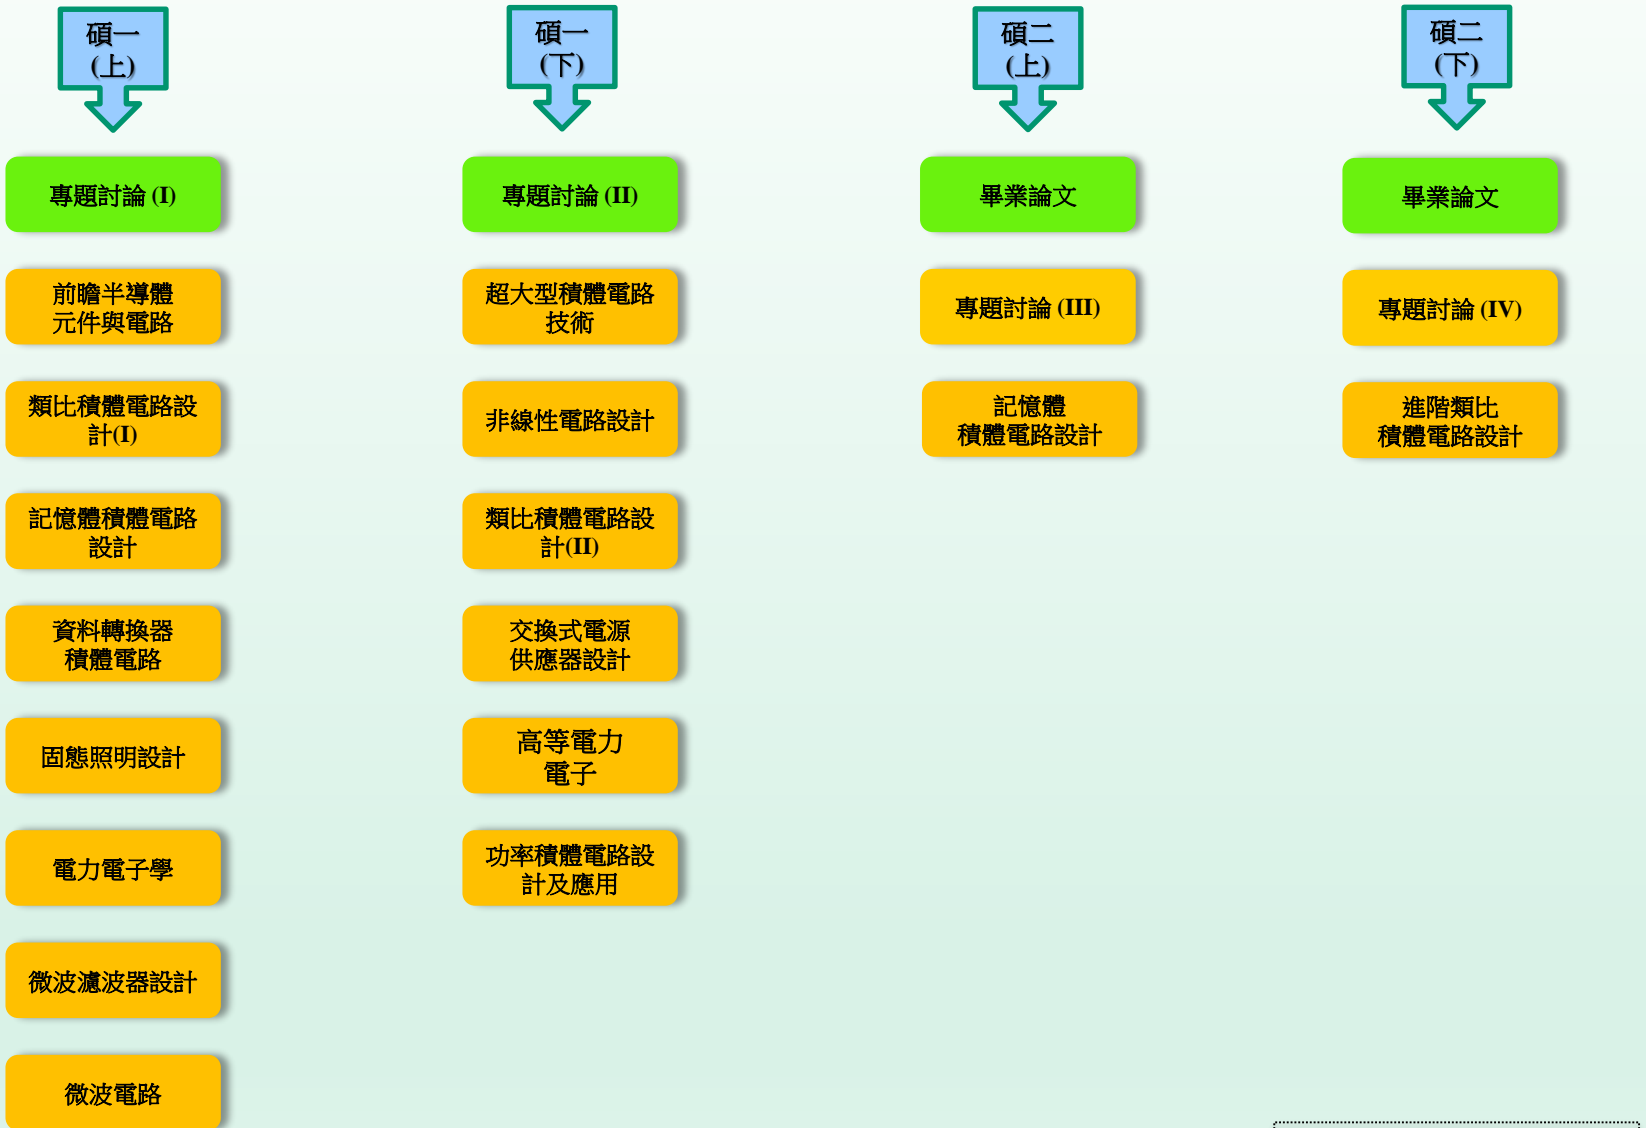 碩一
(上)
碩一
(下)
碩二
(上)
碩二
(下)
專題討論 (I)
專題討論 (II)
畢業論文
畢業論文
前瞻半導體
元件與電路
超大型積體電路
技術
專題討論 (III)
專題討論 (IV)
類比積體電路設
計(I)
非線性電路設計
記憶體
積體電路設計
進階類比
積體電路設計
記憶體積體電路
設計
類比積體電路設
計(II)
資料轉換器
積體電路
交換式電源
供應器設計
固態照明設計
高等電力
電子
電力電子學
功率積體電路設
計及應用
微波濾波器設計
微波電路